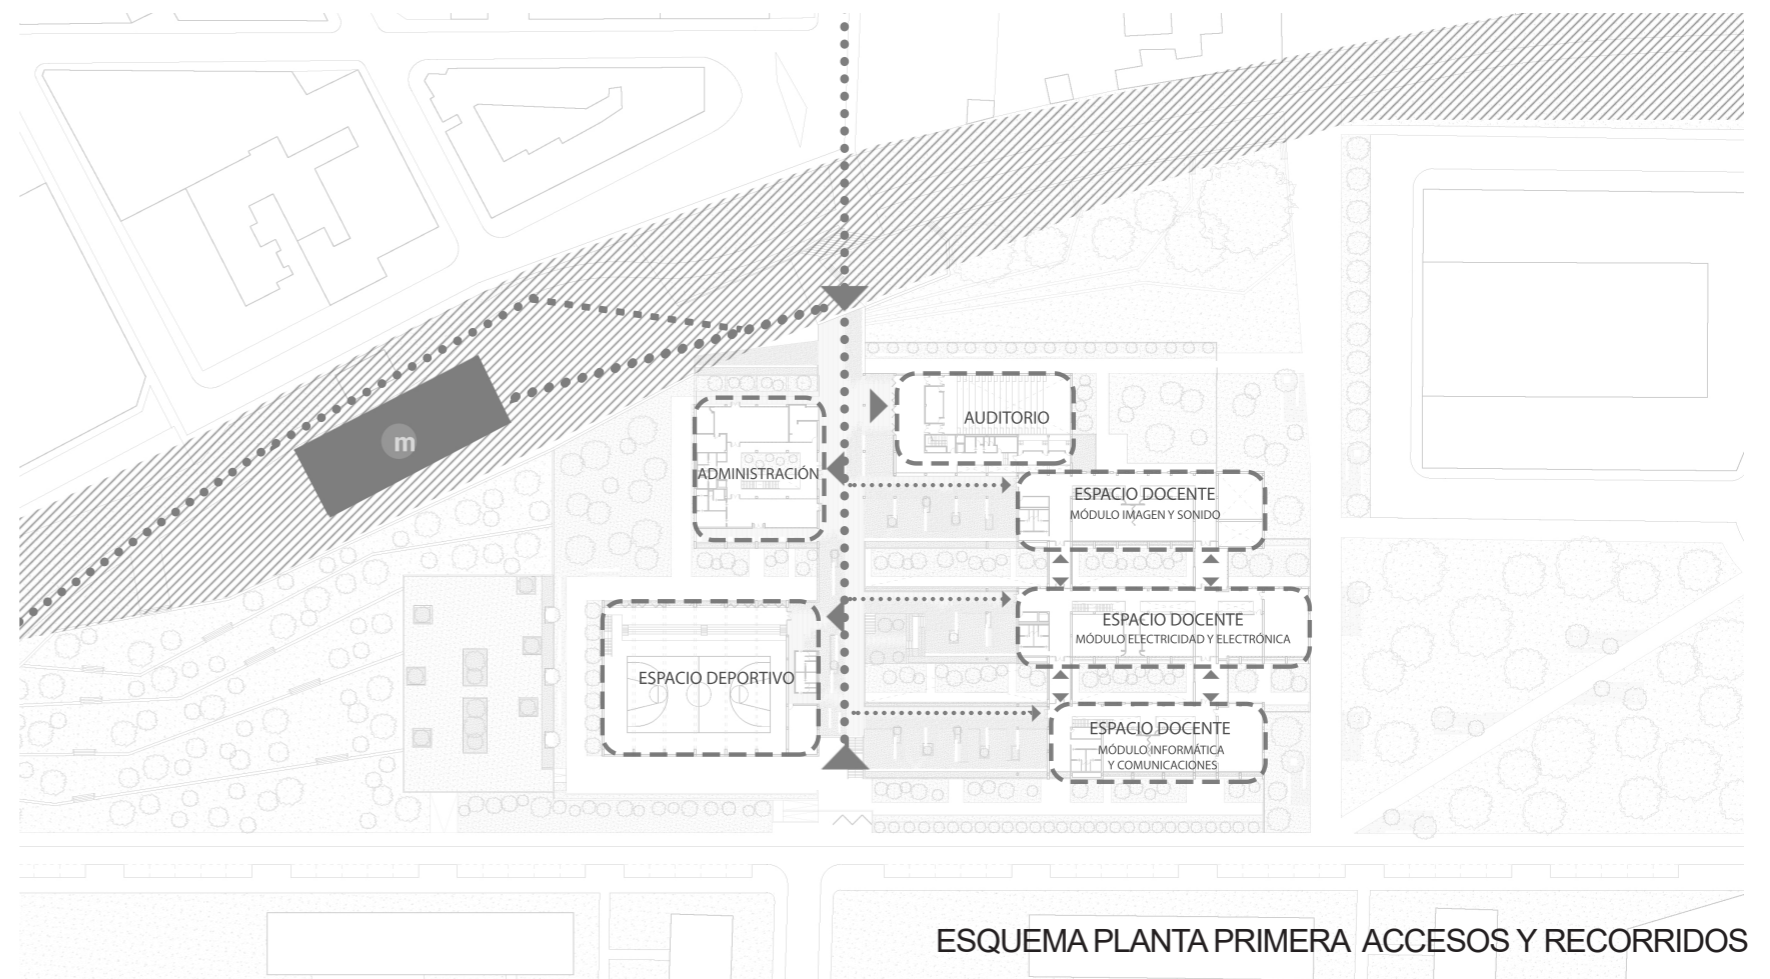 AUDITORIO
m
ADMINISTRACIÓN
ESPACIO DOCENTE
MÓDULO IMAGEN Y SONIDO
ESPACIO DOCENTE
MÓDULO ELECTRICIDAD Y ELECTRÓNICA
ESPACIO DEPORTIVO
ESPACIO DOCENTE
MÓDULO INFORMÁTICA
Y COMUNICACIONES
ESQUEMA PLANTA PRIMERA ACCESOS Y RECORRIDOS